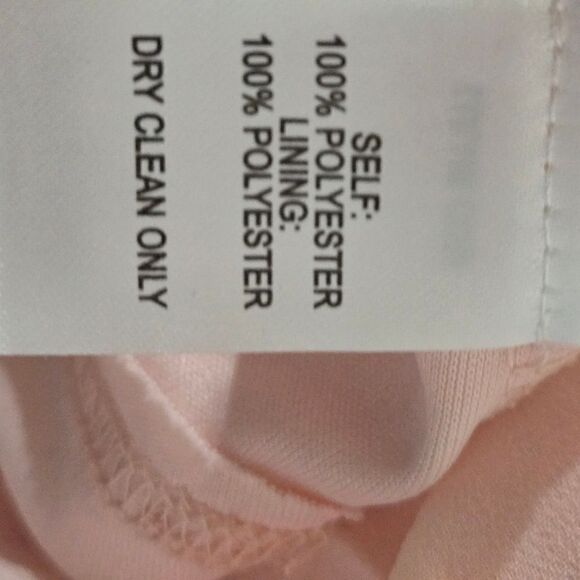 SELF:
100% POLYESTER
LINING:
100% POLYESTER
DRY CLEAN ONLY